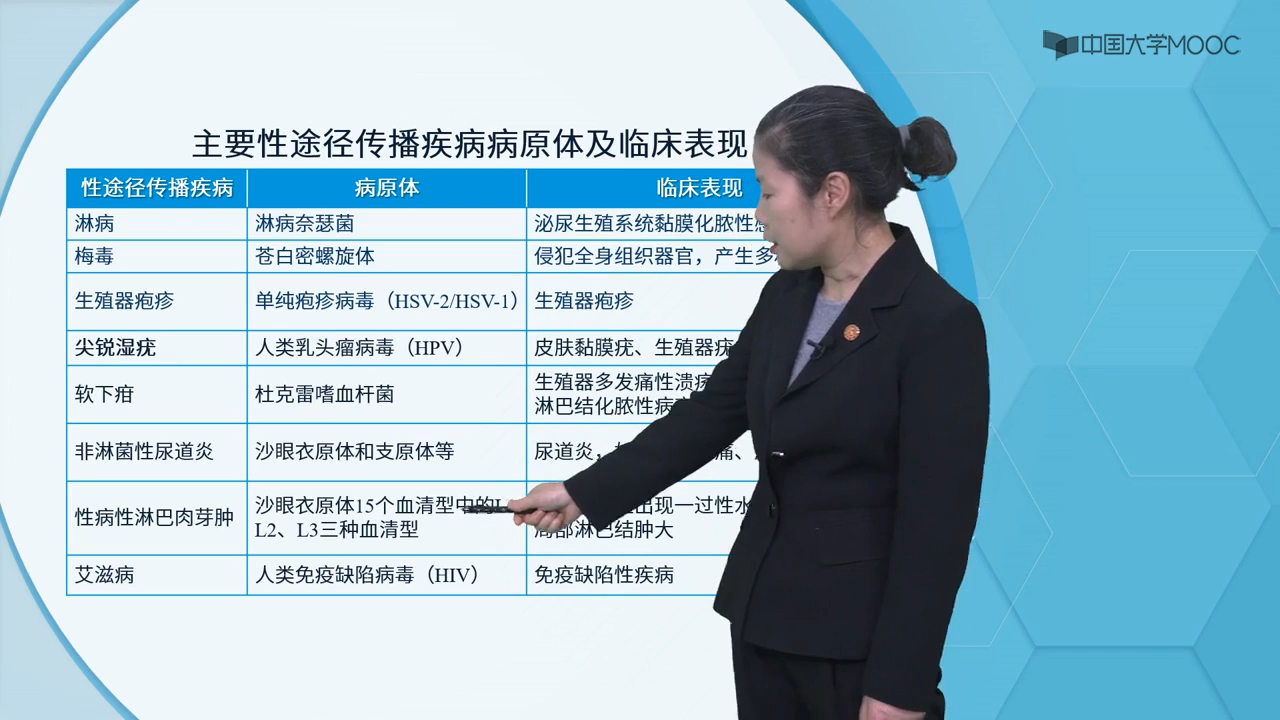 中国大学MOOC
主要性途径传播疾病病原体及临床表现
性途径传播疾病 病原体 临床表现
淋病 淋病奈瑟菌 泌尿生殖系统黏膜化脓性
梅毒 苍白密螺旋体 侵犯全身组织器官，产生多
生殖器疱疹 单纯疱疹病毒（HSV-2/HSV-1） 生殖器疱疹
尖锐湿疣 人类乳头瘤病毒（HPV） 皮肤黏膜疣、生殖器疣
软下疳 杜克雷嗜血杆菌 生殖器多发痛性溃疡
淋巴结化脓性病
非淋菌性尿道炎 沙眼衣原体和支原体等 尿道炎，
痛、
性病性淋巴肉芽肿 沙眼衣原体15个血清型中的L
L2、L3三种血清型
出现一过性水
局部淋巴结肿大
艾滋病 人类免疫缺陷病毒（HIV） 免疫缺陷性疾病